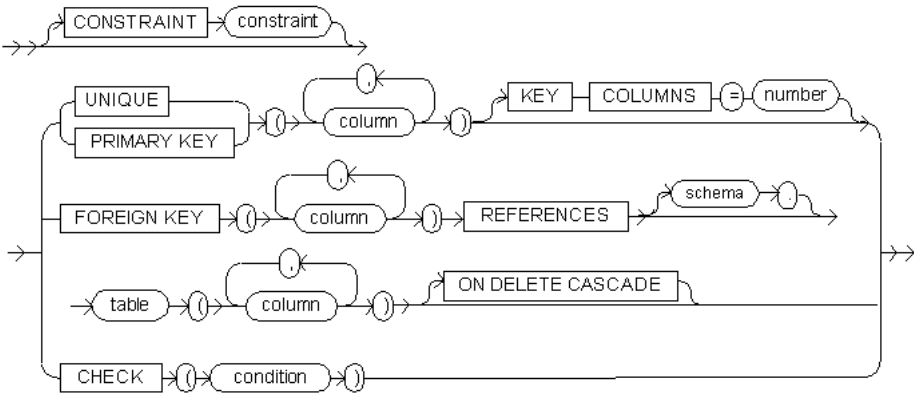 CONSTRAINT constraint
,
UNIQUE ( column ) KEY COLUMNS = number
PRIMARY KEY
,
FOREIGN KEY ( column ) REFERENCES schema .
,
table ( column ) ON DELETE CASCADE
CHECK ( condition )